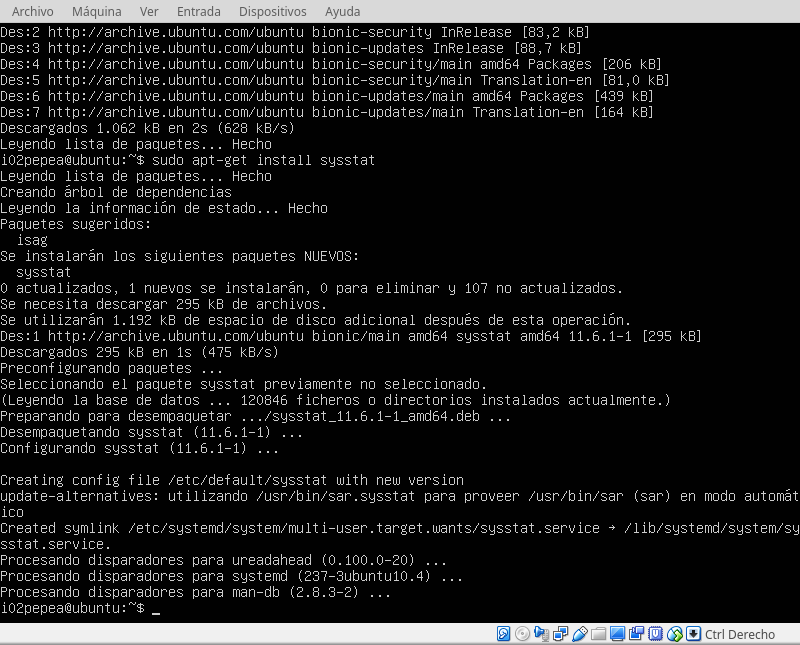 Archivo Máquina Ver Entrada Dispositivos Ayuda
Des:2 http://archive.ubuntu.com/ubuntu bionic-security InRelease [83,2 kB]
Des:3 http://archive.ubuntu.com/ubuntu bionic-updates InRelease [88,7 kB]
Des:4 http://archive.ubuntu.com/ubuntu bionic-security/main amd64 Packages [206 kB]
Des:5 http://archive.ubuntu.com/ubuntu bionic-security/main Translation-en [81,0 kB]
Des:6 http://archive.ubuntu.com/ubuntu bionic-updates/main amd64 Packages [439 kB]
Des:7 http://archive.ubuntu.com/ubuntu bionic-updates/main Translation-en [164 kB]
Descargados 1.062 kB en 2s (628 kB/s)
Leyendo lista de paquetes... Hecho
i02pepea@ubuntu:~$ sudo apt-get install sysstat
Leyendo lista de paquetes... Hecho
Creando árbol de dependencias
Leyendo la información de estado... Hecho
Paquetes sugeridos:
  isag
Se instalarán los siguientes paquetes NUEVOS:
  sysstat
0 actualizados, 1 nuevos se instalarán, 0 para eliminar y 107 no actualizados.
Se necesita descargar 295 kB de archivos.
Se utilizarán 1.192 kB de espacio de disco adicional después de esta operación.
Des:1 http://archive.ubuntu.com/ubuntu bionic/main amd64 sysstat amd64 11.6.1-1 [295 kB]
Descargados 295 kB en 1s (475 kB/s)
Preconfigurando paquetes ...
Seleccionando el paquete sysstat previamente no seleccionado.
(Leyendo la base de datos ... 120846 ficheros o directorios instalados actualmente.)
Preparando para desempaquetar .../sysstat_11.6.1-1_amd64.deb ...
Desempaquetando sysstat (11.6.1-1) ...
Configurando sysstat (11.6.1-1) ...

Creating config file /etc/default/sysstat with new version
update-alternatives: utilizando /usr/bin/sar.sysstat para proveer /usr/bin/sar (sar) en modo automát
ico
Created symlink /etc/systemd/system/multi-user.target.wants/sysstat.service → /lib/systemd/system/sy
sstat.service.
Procesando disparadores para ureadahead (0.100.0-20) ...
Procesando disparadores para systemd (237-3ubuntu10.4) ...
Procesando disparadores para man-db (2.8.3-2) ...
i02pepea@ubuntu:~$ _
Ctrl Derecho